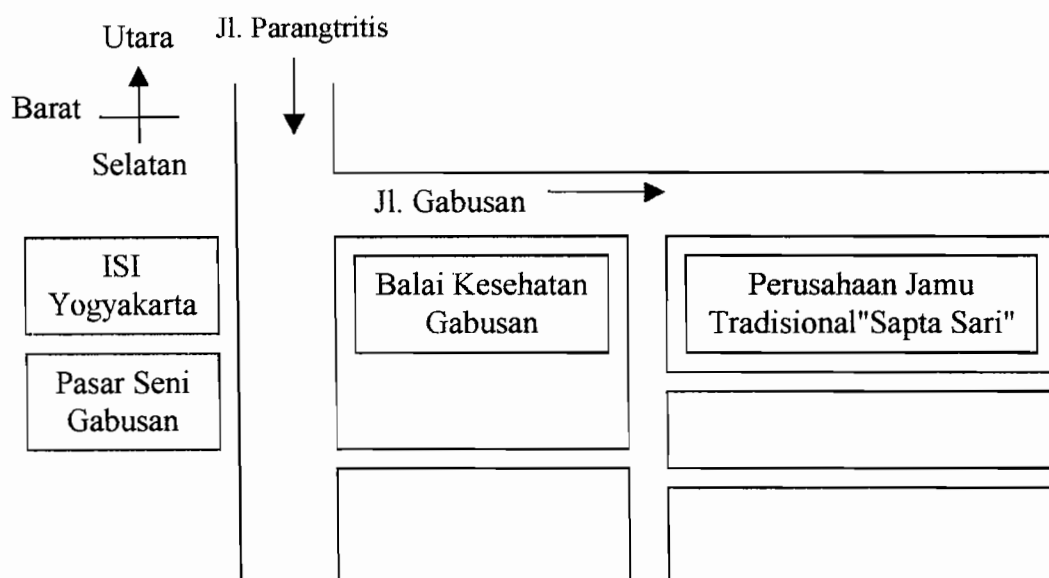 Utara
Jl. Parangtritis
Barat
Selatan
Jl. Gabusan
ISI
Yogyakarta
Balai Kesehatan
Gabusan
Perusahaan Jamu
Tradisional"Sapta Sari"
Pasar Seni
Gabusan